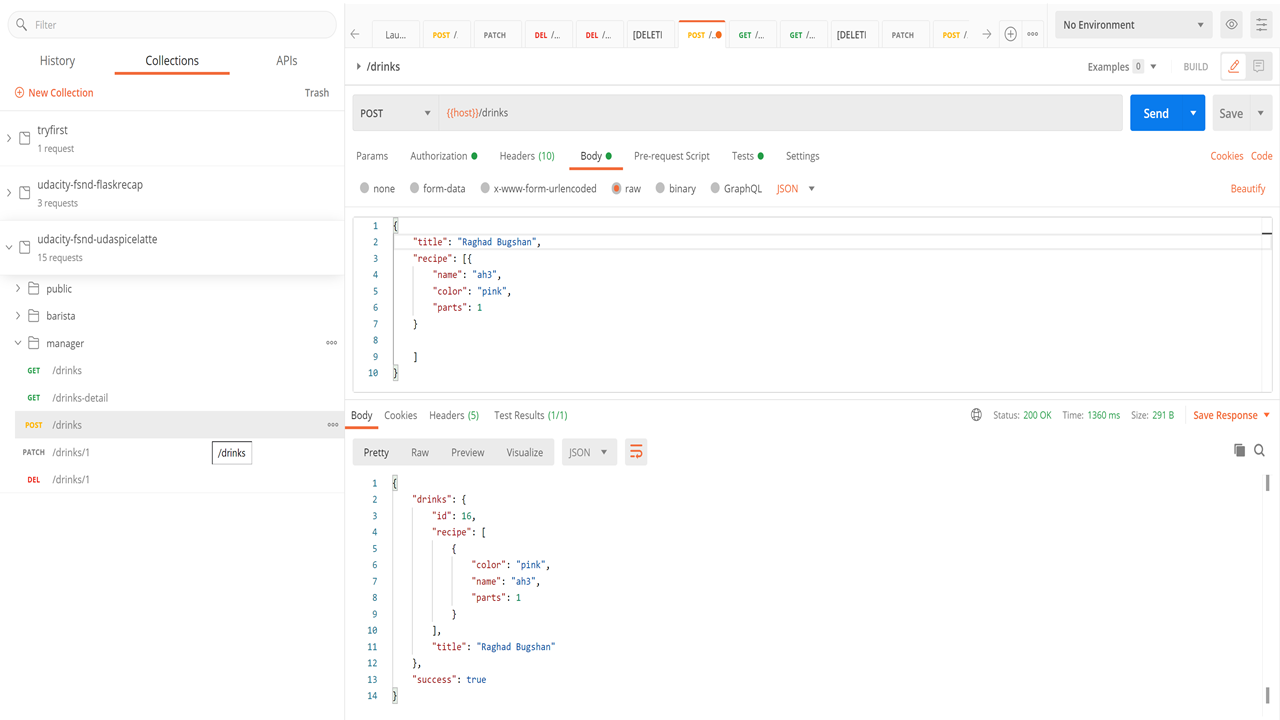 Filter
History Collections APIs
New Collection Trash
tryfirst
1 request
udacity-fsnd-flaskrecap
3 requests
udacity-fsnd-udaspicelatte
15 requests
public
barista
manager
GET /drinks
GET /drinks-detail
POST /drinks
PATCH /drinks/1
/drinks
DEL /drinks/1
Lau... POST / PATCH DEL /... DEL /... [DELETI POST /... GET /... GET /... [DELETI PATCH POST /
No Environment
/drinks
Examples 0 BUILD
POST {{host}}/drinks Send Save
Params Authorization Headers (10) Body Pre-request Script Tests Settings Cookies Code
none form-data x-www-form-urlencoded raw binary GraphQL JSON Beautify
1 {
2 "title": "Raghad Bugshan",
3 "recipe": [{
4 "name": "ah3",
5 "color": "pink",
6 "parts": 1
7 }
8
9 ]
10 }
Body Cookies Headers (5) Test Results (1/1) Status: 200 OK Time: 1360 ms Size: 291 B Save Response
Pretty Raw Preview Visualize JSON
1 {
2 "drinks": {
3 "id": 16,
4 "recipe": [
5 {
6 "color": "pink",
7 "name": "ah3",
8 "parts": 1
9 }
10 ],
11 "title": "Raghad Bugshan"
12 },
13 "success": true
14 }